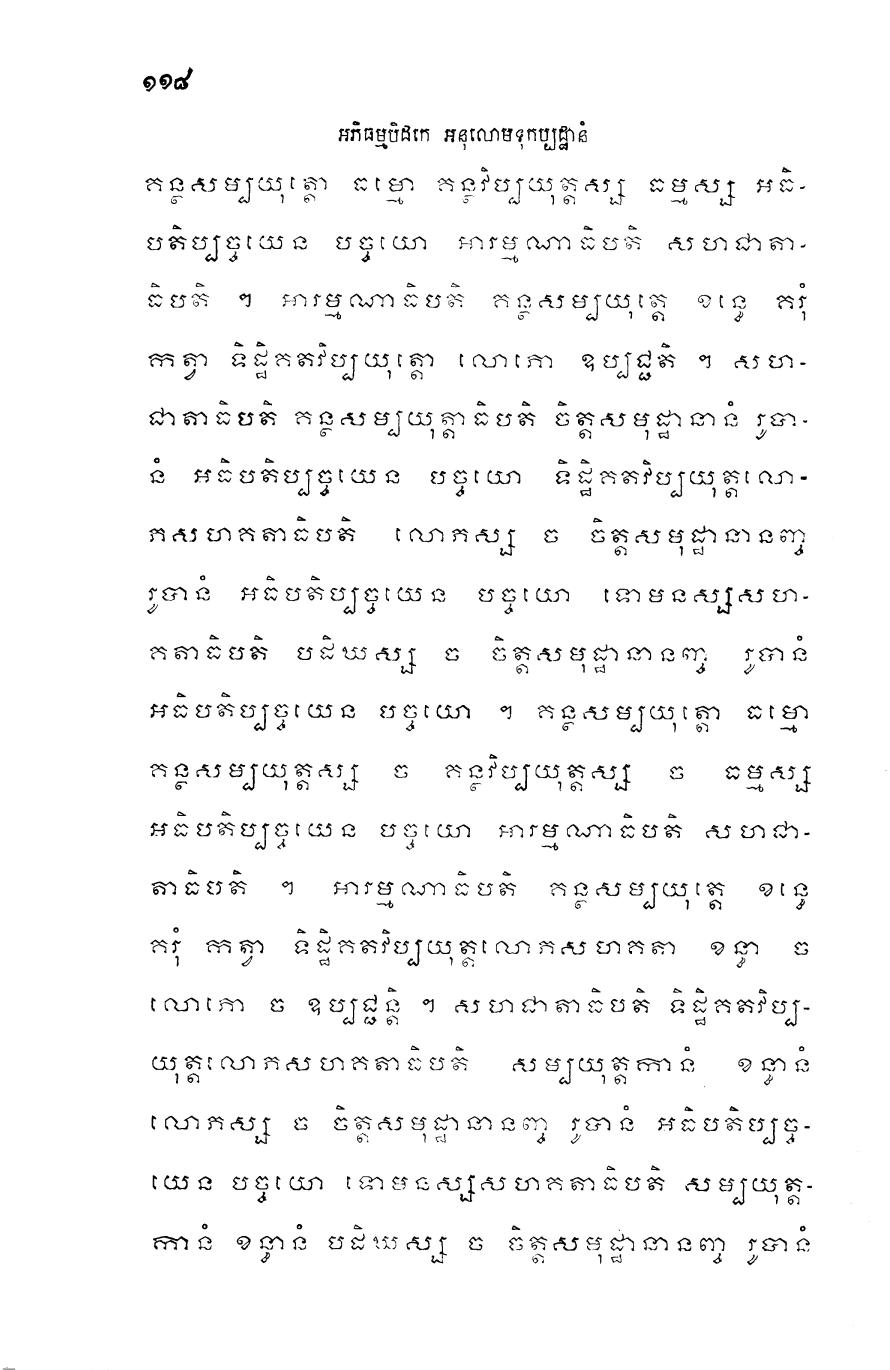 ១១៨
អភិធម្មបិដកេ អនុលោមទុកប្បដ្ឋានំ
គន្ថសម្បយុត្តោ ធម្មោ គន្ថវិប្បយុត្តស្ស ធម្មស្ស អធិ-
បតិប្បច្ចយេន បច្ចយោ អារម្មណាធិបតិ សហជាតា-
ធិបតិ ។ អារម្មណាធិបតិ គន្ថសម្បយុត្តេ ខន្ធេ គរុំ
កត្វា ទិដ្ឋិគតវិប្បយុត្តោ លោភោ ឧប្បជ្ជតិ ។ សហ-
ជាតាធិបតិ គន្ថសម្បយុត្តាធិបតិ ចិត្តសមុដ្ឋានានំ រូបា-
នំ អធិបតិប្បច្ចយេន បច្ចយោ ទិដ្ឋិគតវិប្បយុត្តលោ-
ភសហគតាធិបតិ លោភស្ស ច ចិត្តសមុដ្ឋានានញ្ច
រូបានំ អធិបតិប្បច្ចយេន បច្ចយោ ទោមនស្សសហ-
គតាធិបតិ បដិឃស្ស ច ចិត្តសមុដ្ឋានានញ្ច រូបានំ
អធិបតិប្បច្ចយេន បច្ចយោ ។ គន្ថសម្បយុត្តោ ធម្មោ
គន្ថសម្បយុត្តស្ស ច គន្ថវិប្បយុត្តស្ស ច ធម្មស្ស
អធិបតិប្បច្ចយេន បច្ចយោ អារម្មណាធិបតិ សហជា-
តាធិបតិ ។ អារម្មណាធិបតិ គន្ថសម្បយុត្តេ ខន្ធេ
គរុំ កត្វា ទិដ្ឋិគតវិប្បយុត្តលោភសហគតា ខន្ធា ច
លោភោ ច ឧប្បជ្ជន្តិ ។ សហជាតាធិបតិ ទិដ្ឋិគតវិប្ប-
យុត្តលោភសហគតាធិបតិ សម្បយុត្តកានំ ខន្ធានំ
លោភស្ស ច ចិត្តសមុដ្ឋានានញ្ច រូបានំ អធិបតិប្បច្ច-
យេន បច្ចយោ ទោមនស្សសហគតាធិបតិ សម្បយុត្ត-
កានំ ខន្ធានំ បដិឃស្ស ច ចិត្តសមុដ្ឋានានញ្ច រូបានំ